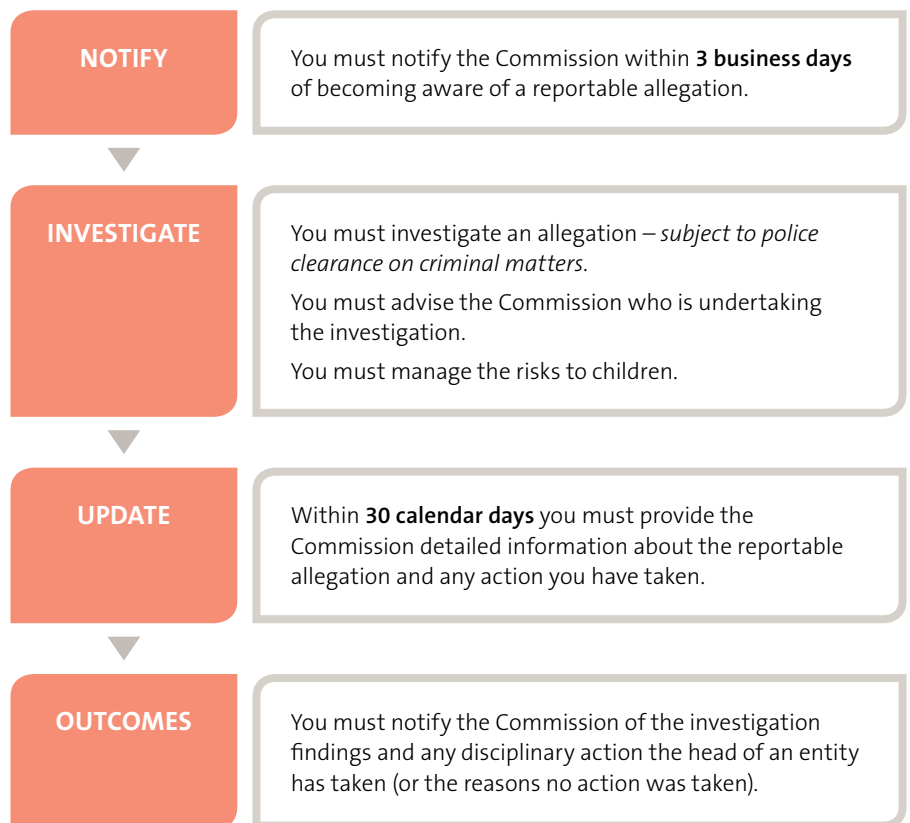 NOTIFY
You must notify the Commission within 3 business days
of becoming aware of a reportable allegation.
INVESTIGATE
You must investigate an allegation – subject to police
clearance on criminal matters.
You must advise the Commission who is undertaking
the investigation.
You must manage the risks to children.
UPDATE
Within 30 calendar days you must provide the
Commission detailed information about the reportable
allegation and any action you have taken.
OUTCOMES
You must notify the Commission of the investigation
findings and any disciplinary action the head of an entity
has taken (or the reasons no action was taken).